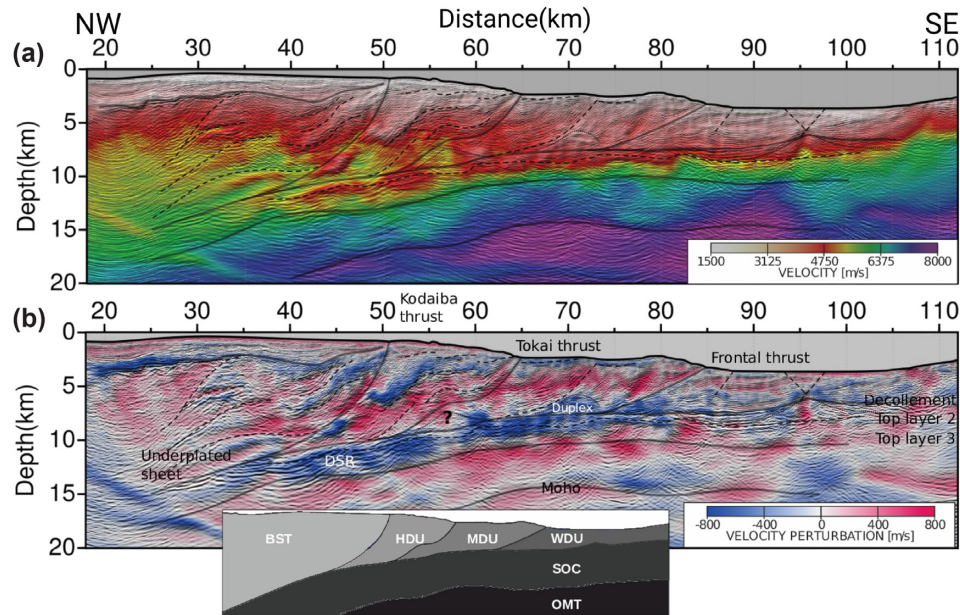 NW Distance(km) SE
(a)
20 30 40 50 60 70 80 90 100 112
0
5
10
15
20
Depth(km)
1500 3125 4750 6375 8000
VELOCITY [m/s]
(b)
Kodaiba
thrust
20 30 40 50 60 70 80 90 100 112
0
5
10
15
20
Depth(km)
Tokai thrust
Frontal thrust
Decollement
Duplex
Top layer 2
?
Top layer 3
Underplated
sheet
DSR
Moho
-800 -400 0 400 800
VELOCITY PERTURBATION [m/s]
BST HDU MDU WDU
SOC
OMT